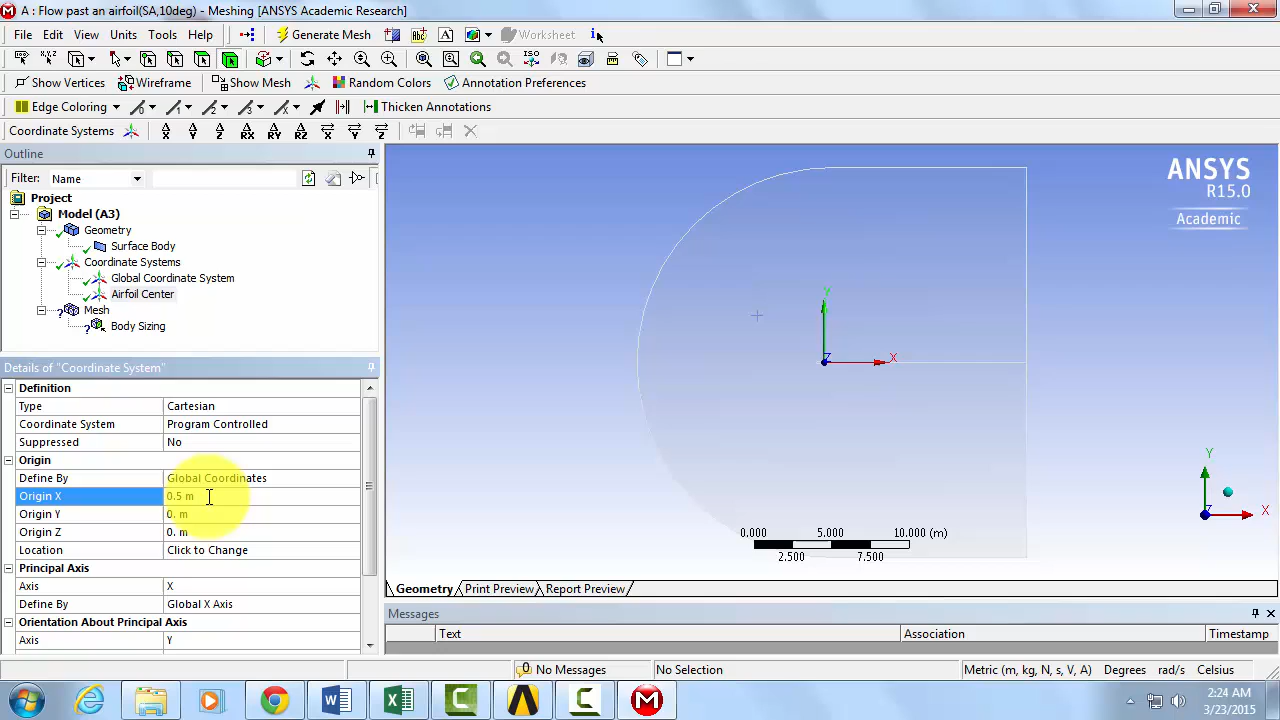 A : Flow past an airfoil(SA,10deg) - Meshing [ANSYS Academic Research]
File Edit View Units Tools Help Generate Mesh Worksheet
Show Vertices Wireframe Show Mesh Random Colors Annotation Preferences
Edge Coloring Thicken Annotations
Coordinate Systems X Y Z RX RY RZ X Y Z
Outline
Filter: Name
Project
Model (A3)
Geometry
Surface Body
Coordinate Systems
Global Coordinate System
Airfoil Center
Mesh
Body Sizing
Details of "Coordinate System"
Definition
Type Cartesian
Coordinate System Program Controlled
Suppressed No
Origin
Define By Global Coordinates
Origin X 0.5 m
Origin Y 0. m
Origin Z 0. m
Location Click to Change
Principal Axis
Axis X
Define By Global X Axis
Orientation About Principal Axis
Axis Y
ANSYS
R15.0
Academic
Y
Z X
Y
Z X
0.000 5.000 10.000 (m)
2.500 7.500
Geometry Print Preview Report Preview
Messages
Text Association Timestamp
0 No Messages No Selection Metric (m, kg, N, s, V, A) Degrees rad/s Celsius
2:24 AM
3/23/2015